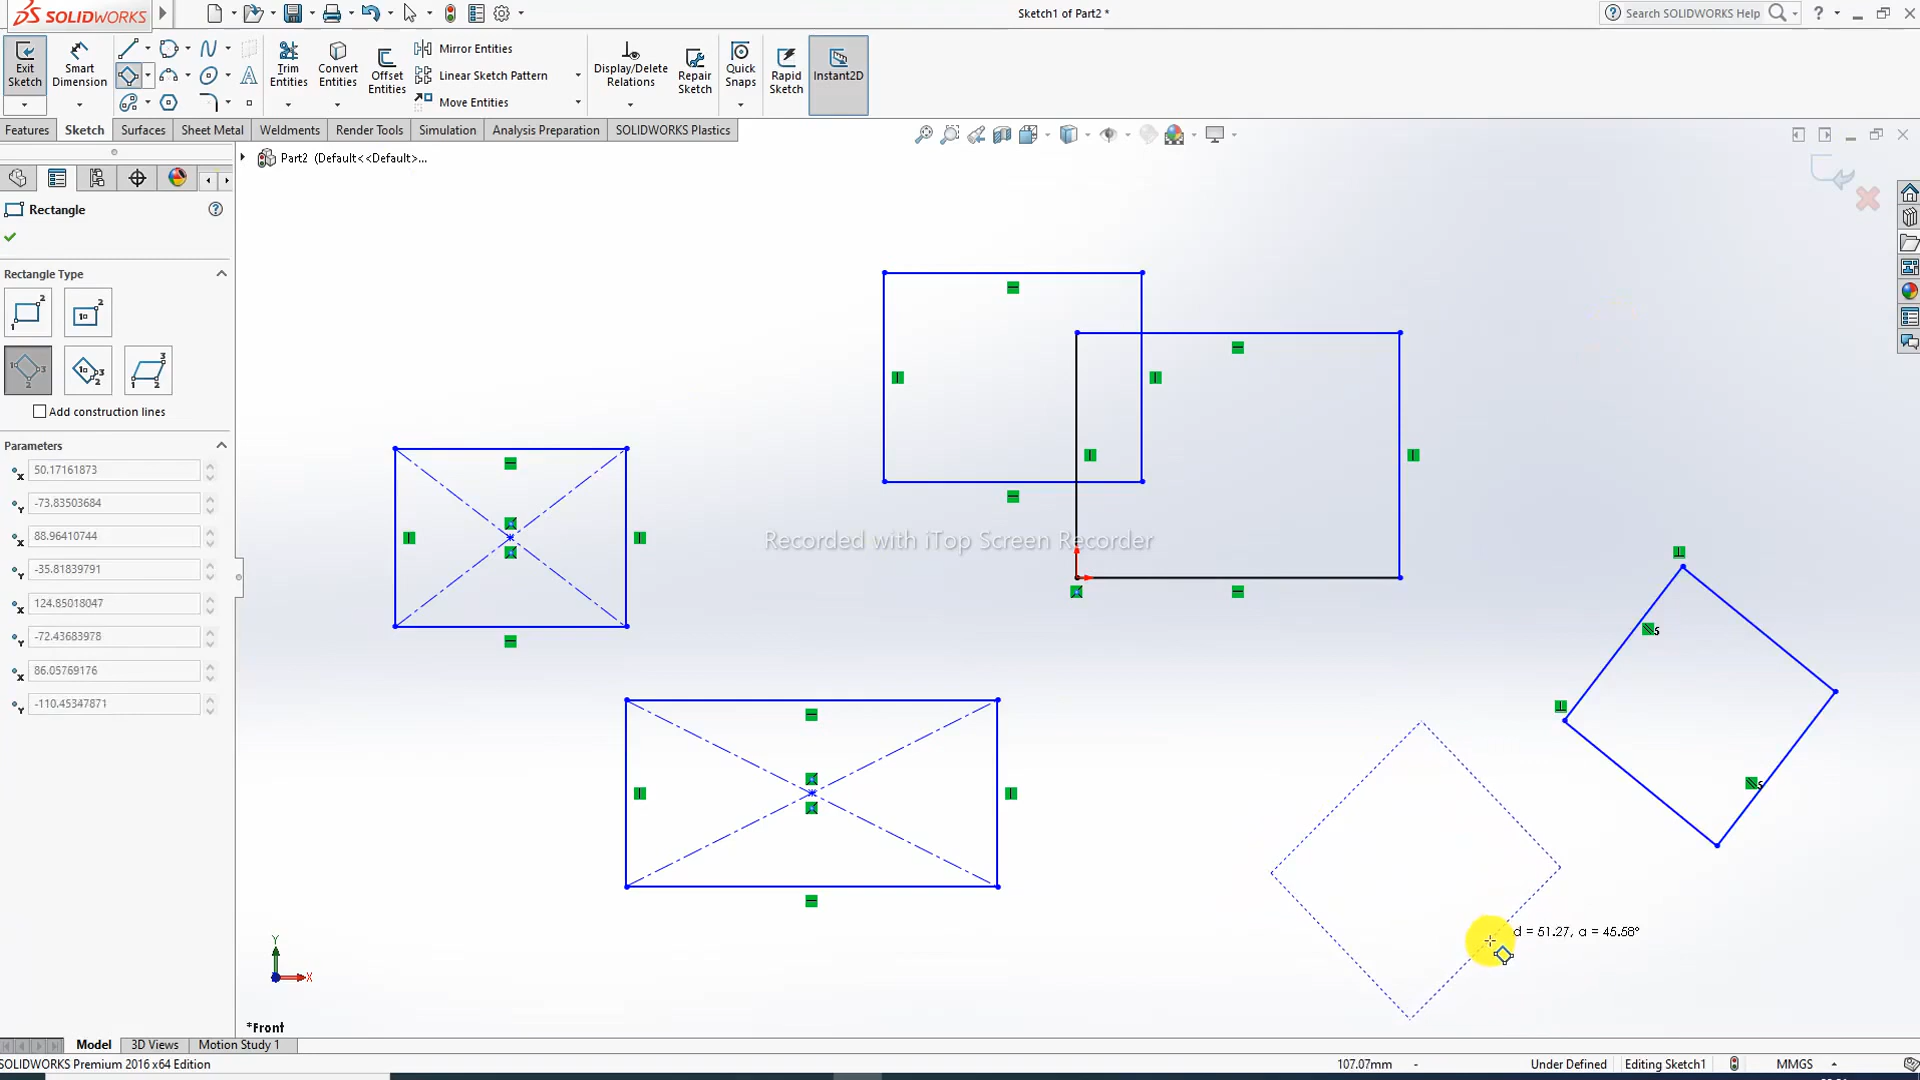 SOLIDWORKS
Sketch1 of Part2 *
Search SOLIDWORKS Help
Exit Sketch
Smart Dimension
Trim Entities
Convert Entities
Offset Entities
Mirror Entities
Linear Sketch Pattern
Move Entities
Display/Delete Relations
Repair Sketch
Quick Snaps
Rapid Sketch
Instant2D
Features
Sketch
Surfaces
Sheet Metal
Weldments
Render Tools
Simulation
Analysis Preparation
SOLIDWORKS Plastics
Part2 (Default<<Default>...
Rectangle
Rectangle Type
Add construction lines
Parameters
50.17161873
-73.83503684
88.96410744
-35.81839791
124.85018047
-72.43683978
86.05769176
-110.45347871
Recorded with iTop Screen Recorder
d = 51.27, a = 45.58°
Y
X
*Front
Model
3D Views
Motion Study 1
SOLIDWORKS Premium 2016 x64 Edition
107.07mm
-
Under Defined
Editing Sketch1
MMGS